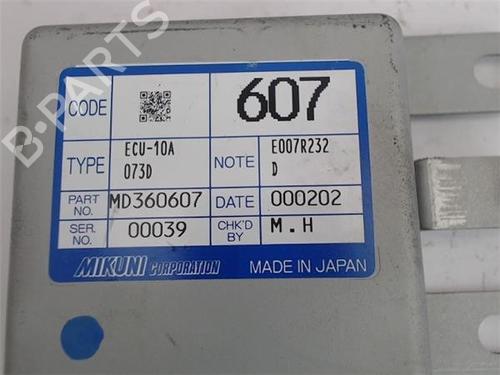 B-PARTS
CODE 607
TYPE ECU-10A 073D NOTE E007R232 D
PART NO. MD360607 DATE 000202
SER. NO. 00039 CHK'D BY M.H
MIKUNI CORPORATION MADE IN JAPAN